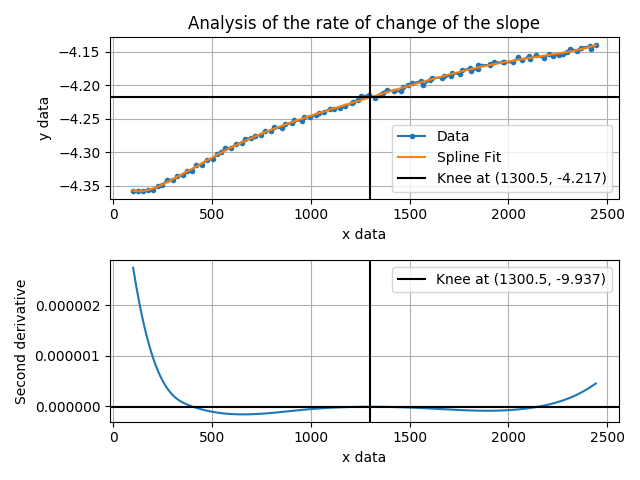 Analysis of the rate of change of the slope
y data
−4.15
−4.20
−4.25
−4.30
−4.35
Data
Spline Fit
Knee at (1300.5, -4.217)
0 500 1000 1500 2000 2500
x data
Second derivative
0.000002
0.000001
0.000000
Knee at (1300.5, -9.937)
0 500 1000 1500 2000 2500
x data